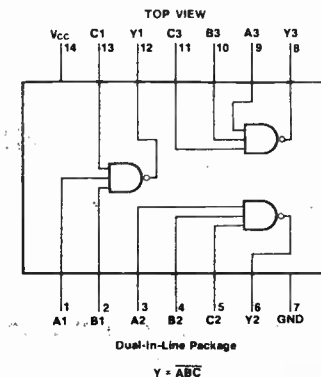 TOP VIEW
VCC C1 Y1 C3 B3 A3 Y3
14 13 12 11 10 9 8
1 2 3 4 5 6 7
A1 B1 A2 B2 C2 Y2 GND
Dual-In-Line Package
Y = A̅B̅C̅